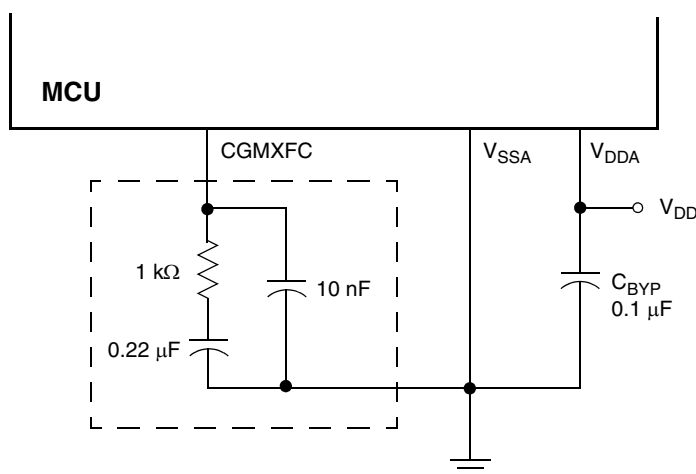 MCU
CGMXFC
VSSA
VDDA
VDD
1 kΩ
10 nF
CBYP
0.1 μF
0.22 μF